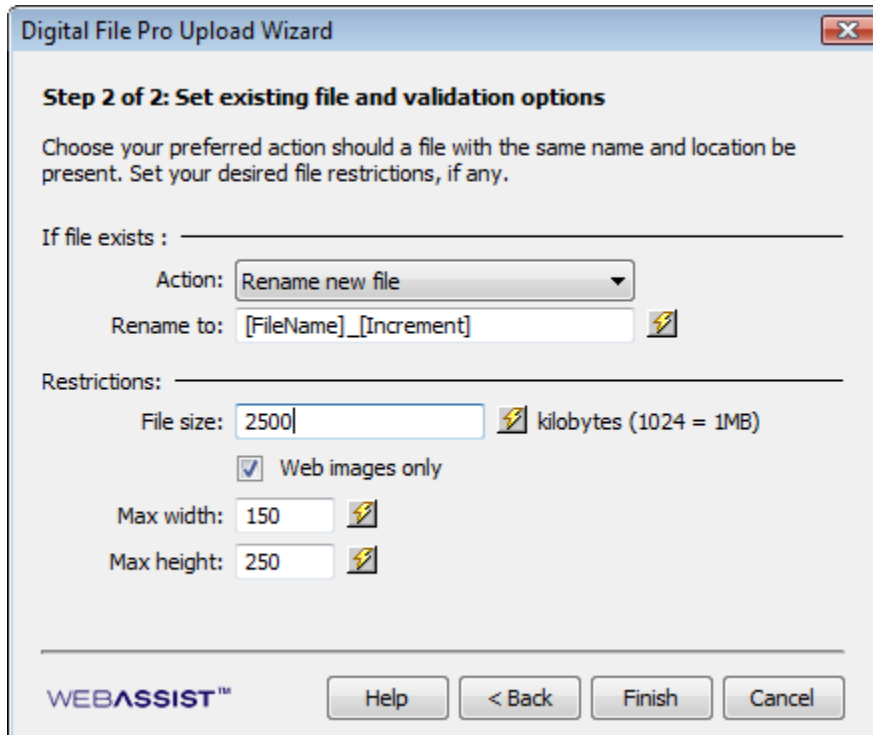 Digital File Pro Upload Wizard
Step 2 of 2: Set existing file and validation options
Choose your preferred action should a file with the same name and location be
present. Set your desired file restrictions, if any.
If file exists :
Action: Rename new file
Rename to: [FileName]_[Increment]
Restrictions:
File size: 2500 kilobytes (1024 = 1MB)
Web images only
Max width: 150
Max height: 250
WEBASSIST™ Help < Back Finish Cancel